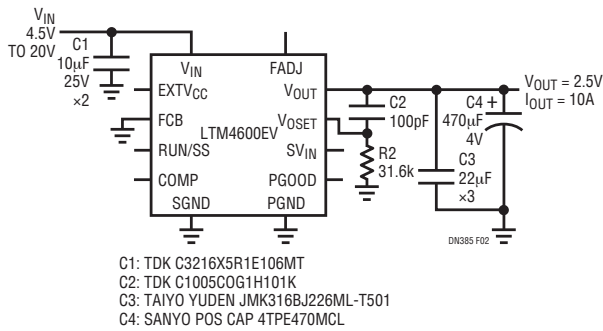 VIN
4.5V
TO 20V
C1
10µF
25V
×2
VIN
FADJ
EXTVCC
VOUT
FCB
VOSET
LTM4600EV
RUN/SS
SVIN
COMP
PGOOD
SGND
PGND
C2
100pF
R2
31.6k
C4 +
470µF
4V
C3
22µF
×3
VOUT = 2.5V
IOUT = 10A
DN385 F02
C1: TDK C3216X5R1E106MT
C2: TDK C1005COG1H101K
C3: TAIYO YUDEN JMK316BJ226ML-T501
C4: SANYO POS CAP 4TPE470MCL